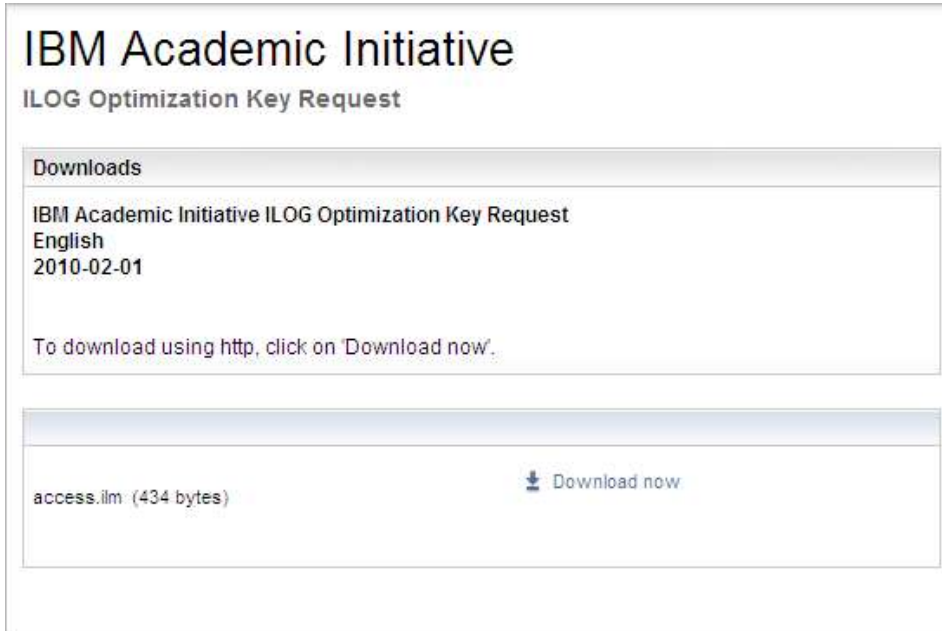 IBM Academic Initiative
ILOG Optimization Key Request
Downloads
IBM Academic Initiative ILOG Optimization Key Request
English
2010-02-01
To download using http, click on 'Download now'.
access.ilm (434 bytes)
Download now